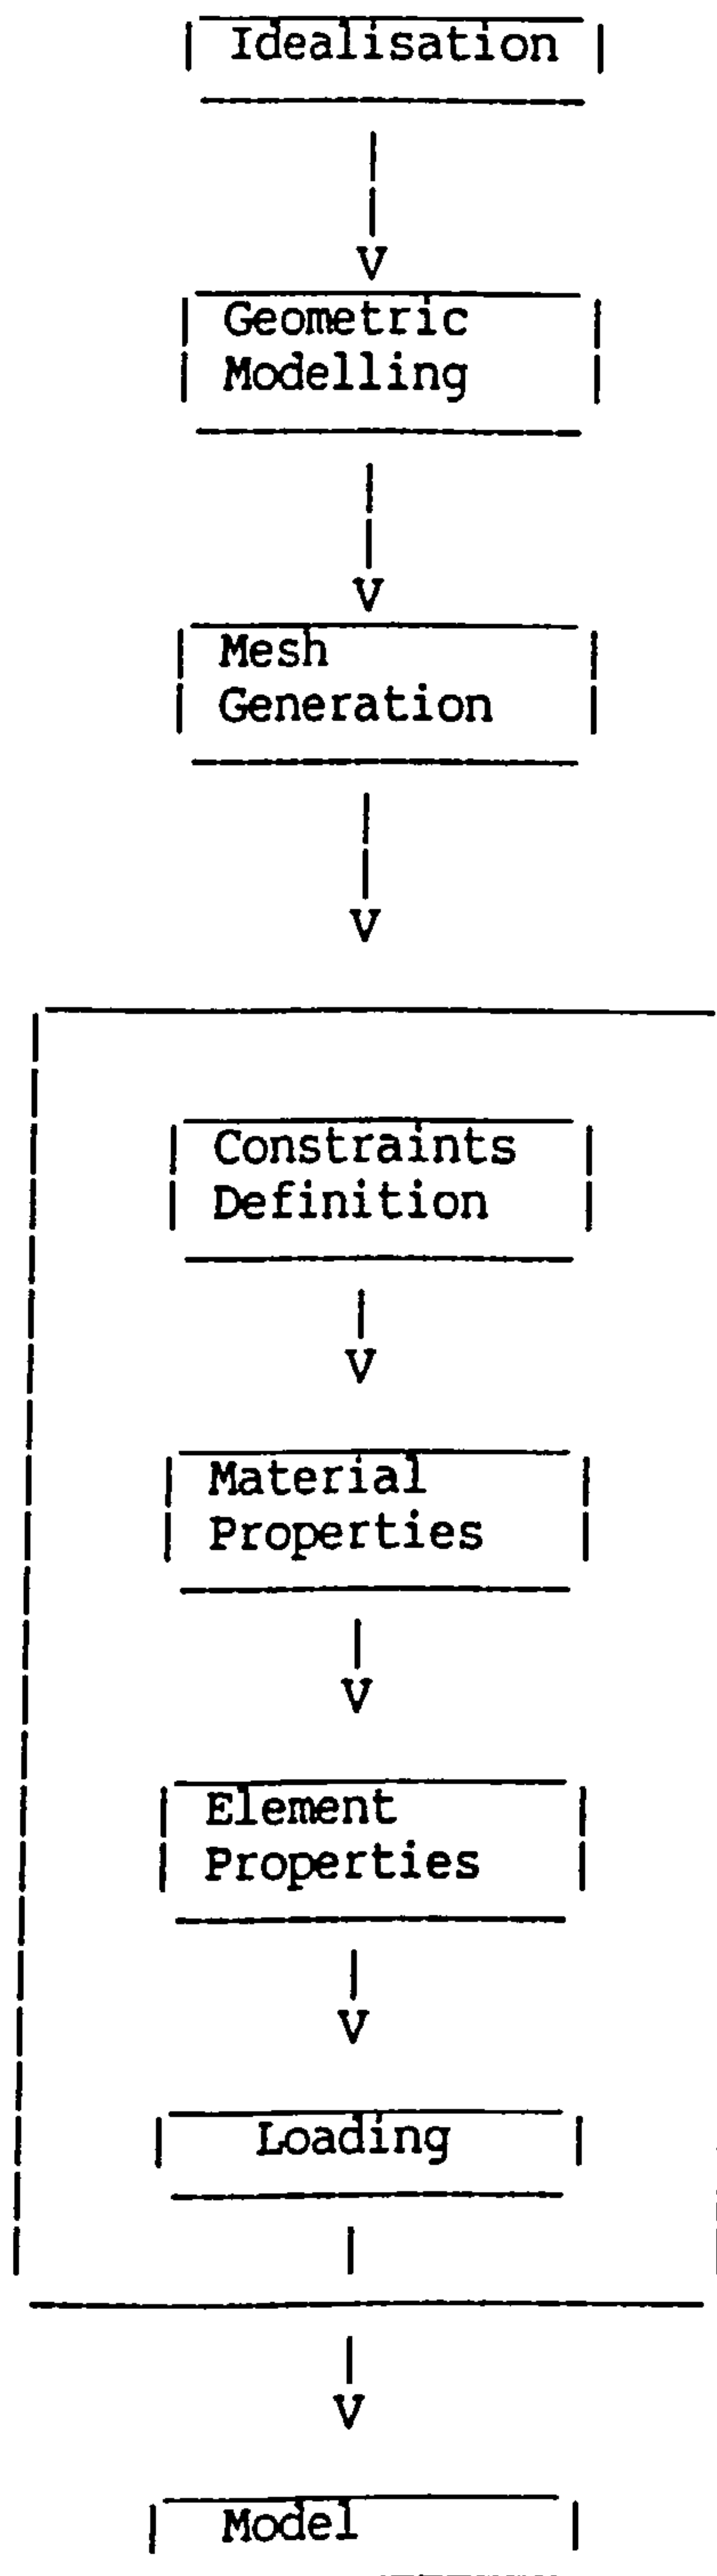 Idealisation
Geometric
Modelling
Mesh
Generation
Constraints
Definition
Material
Properties
Element
Properties
Loading
Model